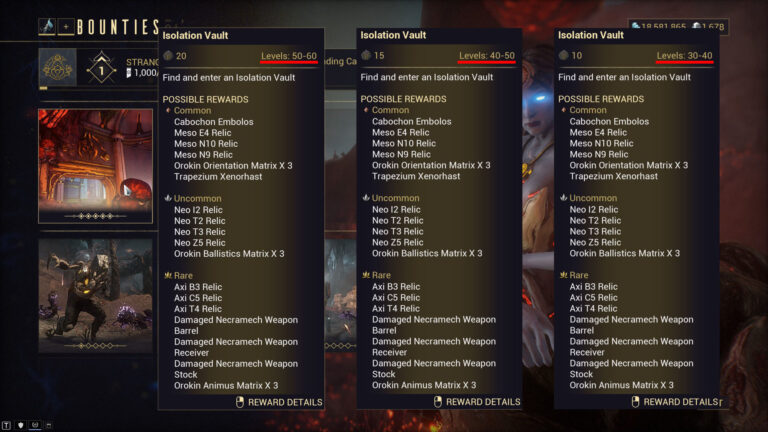 BOUNTIES
18,581,865 1,678
STRANG
1,000/
1
nding Ca
Isolation Vault
20 Levels: 50-60
Find and enter an Isolation Vault
POSSIBLE REWARDS
Common
Cabochon Embolos
Meso E4 Relic
Meso N10 Relic
Meso N9 Relic
Orokin Orientation Matrix X 3
Trapezium Xenorhast
Uncommon
Neo I2 Relic
Neo T2 Relic
Neo T3 Relic
Neo Z5 Relic
Orokin Ballistics Matrix X 3
Rare
Axi B3 Relic
Axi C5 Relic
Axi T4 Relic
Damaged Necramech Weapon
Barrel
Damaged Necramech Weapon
Receiver
Damaged Necramech Weapon
Stock
Orokin Animus Matrix X 3
REWARD DETAILS
Isolation Vault
15 Levels: 40-50
Find and enter an Isolation Vault
POSSIBLE REWARDS
Common
Cabochon Embolos
Meso E4 Relic
Meso N10 Relic
Meso N9 Relic
Orokin Orientation Matrix X 3
Trapezium Xenorhast
Uncommon
Neo I2 Relic
Neo T2 Relic
Neo T3 Relic
Neo Z5 Relic
Orokin Ballistics Matrix X 3
Rare
Axi B3 Relic
Axi C5 Relic
Axi T4 Relic
Damaged Necramech Weapon
Barrel
Damaged Necramech Weapon
Receiver
Damaged Necramech Weapon
Stock
Orokin Animus Matrix X 3
REWARD DETAILS
Isolation Vault
10 Levels: 30-40
Find and enter an Isolation Vault
POSSIBLE REWARDS
Common
Cabochon Embolos
Meso E4 Relic
Meso N10 Relic
Meso N9 Relic
Orokin Orientation Matrix X 3
Trapezium Xenorhast
Uncommon
Neo I2 Relic
Neo T2 Relic
Neo T3 Relic
Neo Z5 Relic
Orokin Ballistics Matrix X 3
Rare
Axi B3 Relic
Axi C5 Relic
Axi T4 Relic
Damaged Necramech Weapon
Barrel
Damaged Necramech Weapon
Receiver
Damaged Necramech Weapon
Stock
Orokin Animus Matrix X 3
REWARD DETAILS
T